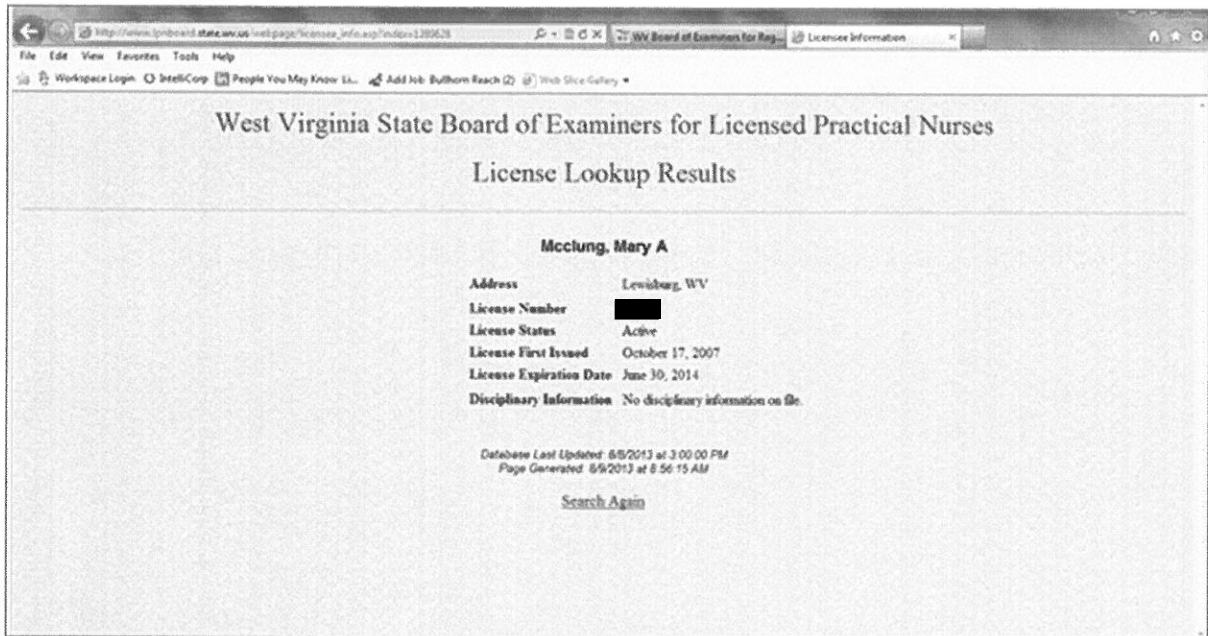 File Edit View Favorites Tools Help
Workspace Login IntelliCorp People You May Know Li... Add Job Bullhorn Reach (2) Web Slice Gallery
WV Board of Examiners for Reg...
Licensee Information
West Virginia State Board of Examiners for Licensed Practical Nurses
License Lookup Results
Mcclung, Mary A
Address Lewisburg, WV
License Number
License Status Active
License First Issued October 17, 2007
License Expiration Date June 30, 2014
Disciplinary Information No disciplinary information on file.
Database Last Updated: 8/5/2013 at 3:00:00 PM
Page Generated: 8/9/2013 at 8:56:15 AM
Search Again